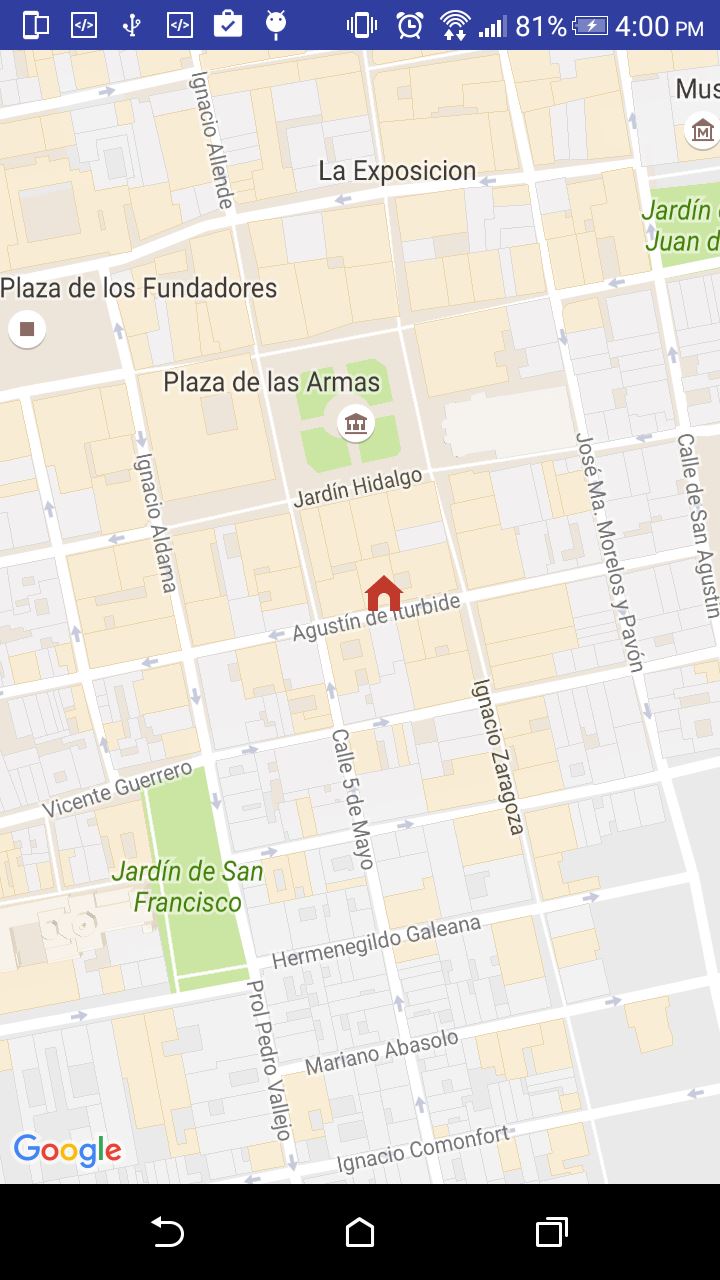 81% 4:00 PM
Mus
Ignacio Allende
La Exposicion
Jardín
Juan d
Plaza de los Fundadores
Plaza de las Armas
Jardín Hidalgo
Ignacio Aldama
José Ma. Morelos y Pavón
Calle de San Agustin
Agustín de Iturbide
Ignacio Zaragoza
Vicente Guerrero
Calle 5 de Mayo
Jardín de San
Francisco
Hermenegildo Galeana
Prol Pedro Vallejo
Mariano Abasolo
Ignacio Comonfort
Google